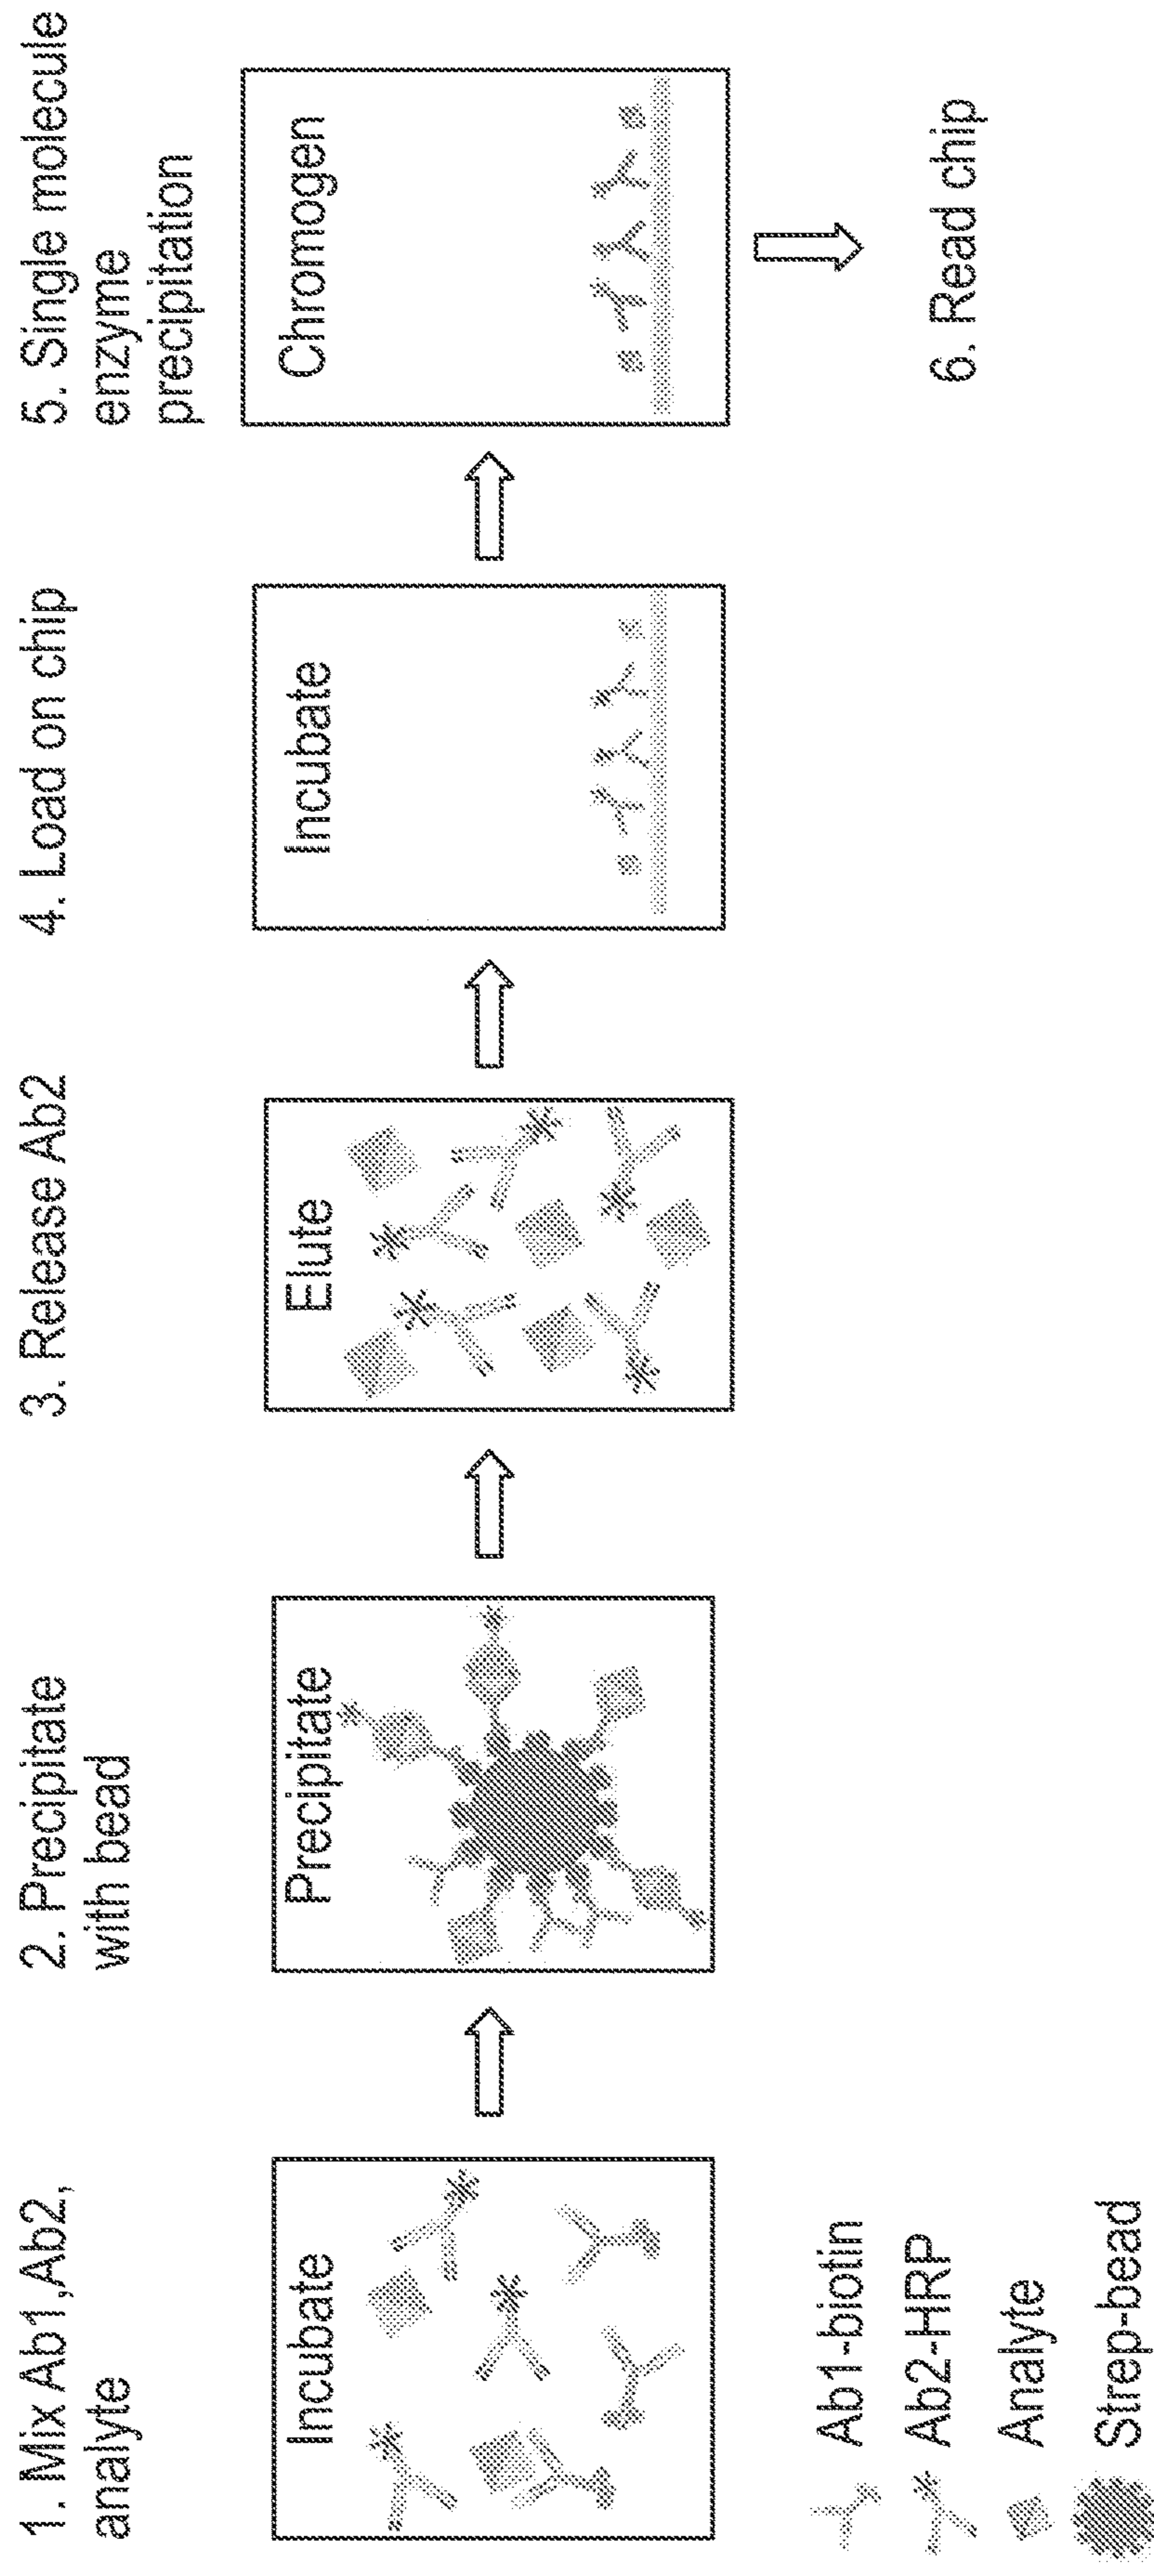 1. Mix Ab1,Ab2,
analyte
Incubate
2. Precipitate
with bead
Precipitate
3. Release Ab2
Elute
4. Load on chip
Incubate
5. Single molecule
enzyme
precipitation
Chromogen
6. Read chip
Ab1-biotin
Ab2-HRP
Analyte
Strep-bead